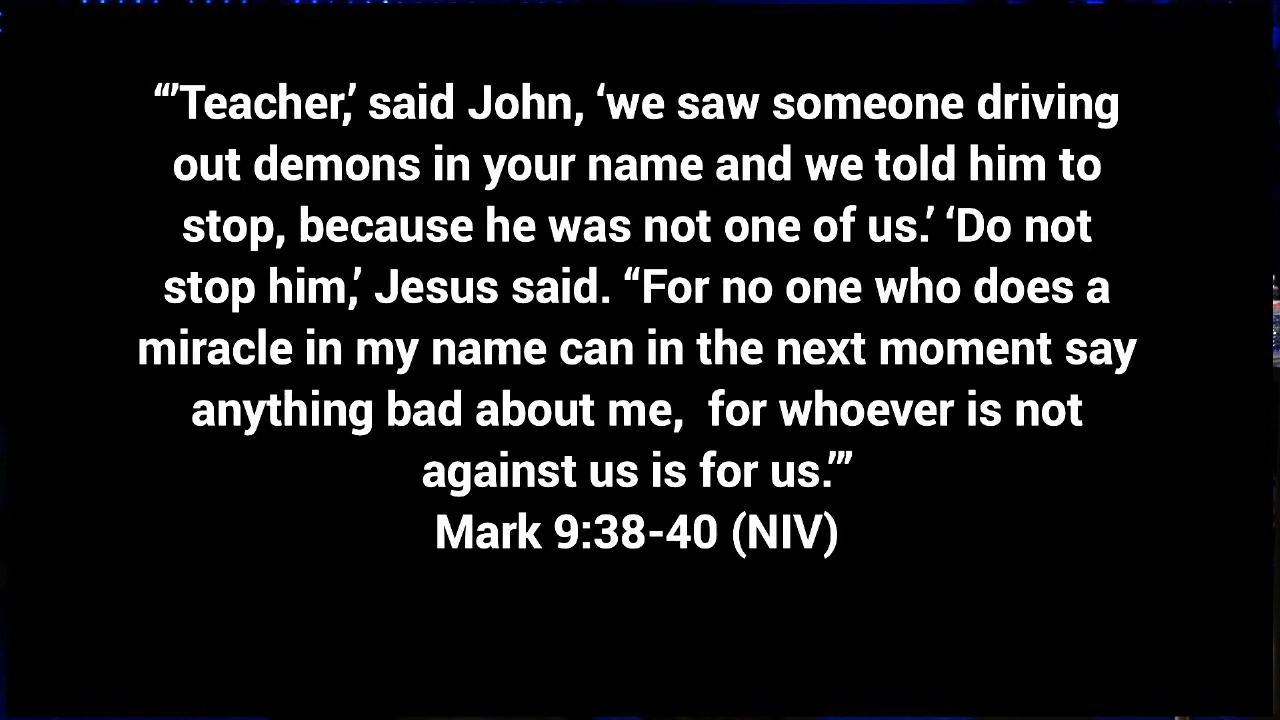 “’Teacher,’ said John, ‘we saw someone driving
out demons in your name and we told him to
stop, because he was not one of us.’ ‘Do not
stop him,’ Jesus said. “For no one who does a
miracle in my name can in the next moment say
anything bad about me,  for whoever is not
against us is for us.’”
Mark 9:38-40 (NIV)